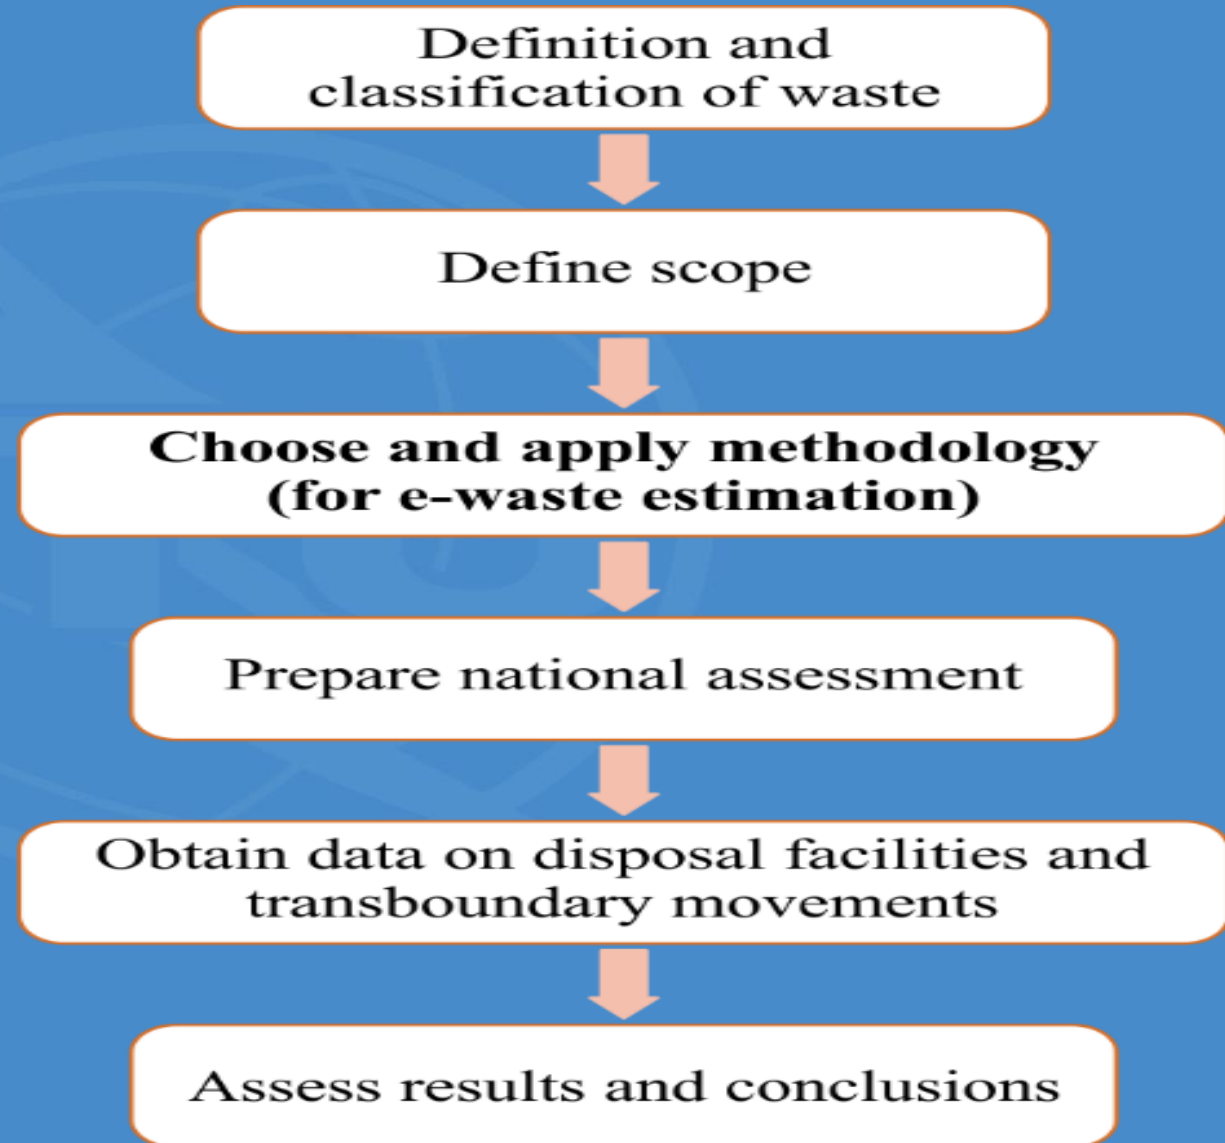 Definition and
classification of waste
Define scope
Choose and apply methodology
(for e-waste estimation)
Prepare national assessment
Obtain data on disposal facilities and
transboundary movements
Assess results and conclusions